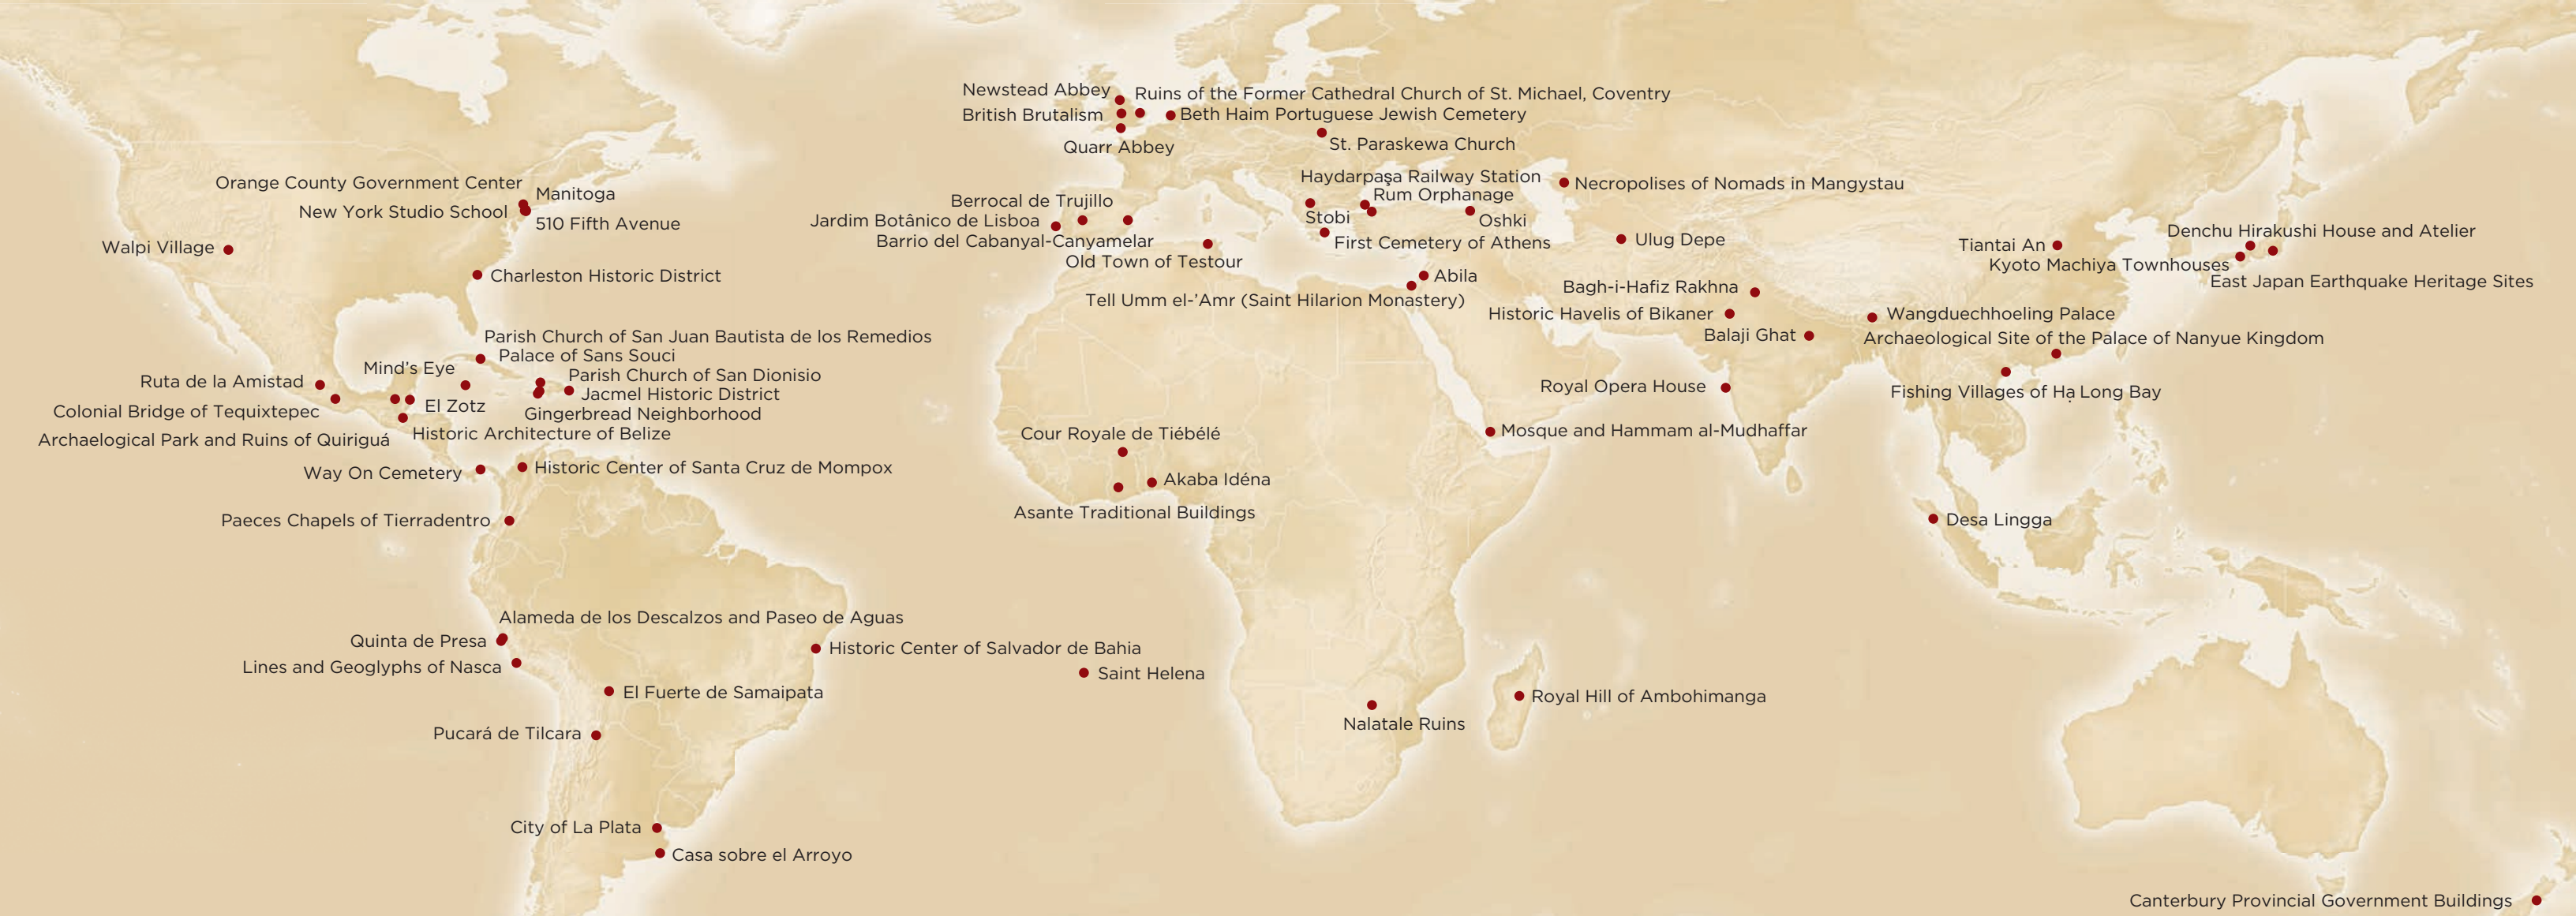 Newstead Abbey
Ruins of the Former Cathedral Church of St. Michael, Coventry
British Brutalism
Beth Haim Portuguese Jewish Cemetery
Quarr Abbey
St. Paraskewa Church
Orange County Government Center
Manitoga
New York Studio School
510 Fifth Avenue
Walpi Village
Charleston Historic District
Berrocal de Trujillo
Jardim Botânico de Lisboa
Barrio del Cabanyal-Canyamelar
Old Town of Testour
Haydarpaşa Railway Station
Rum Orphanage
Stobi
Oshki
First Cemetery of Athens
Necropolises of Nomads in Mangystau
Ulug Depe
Abila
Tell Umm el-’Amr (Saint Hilarion Monastery)
Bagh-i-Hafiz Rakhna
Historic Havelis of Bikaner
Balaji Ghat
Tiantai An
Denchu Hirakushi House and Atelier
Kyoto Machiya Townhouses
East Japan Earthquake Heritage Sites
Wangduechhoeling Palace
Archaeological Site of the Palace of Nanyue Kingdom
Fishing Villages of Hạ Long Bay
Royal Opera House
Mosque and Hammam al-Mudhaffar
Parish Church of San Juan Bautista de los Remedios
Palace of Sans Souci
Mind’s Eye
Parish Church of San Dionisio
Ruta de la Amistad
Jacmel Historic District
El Zotz
Gingerbread Neighborhood
Colonial Bridge of Tequixtepec
Historic Architecture of Belize
Archaelogical Park and Ruins of Quiriguá
Way On Cemetery
Historic Center of Santa Cruz de Mompox
Paeces Chapels of Tierradentro
Cour Royale de Tiébélé
Akaba Idéna
Asante Traditional Buildings
Desa Lingga
Alameda de los Descalzos and Paseo de Aguas
Quinta de Presa
Lines and Geoglyphs of Nasca
Historic Center of Salvador de Bahia
Saint Helena
El Fuerte de Samaipata
Royal Hill of Ambohimanga
Nalatale Ruins
Pucará de Tilcara
City of La Plata
Casa sobre el Arroyo
Canterbury Provincial Government Buildings